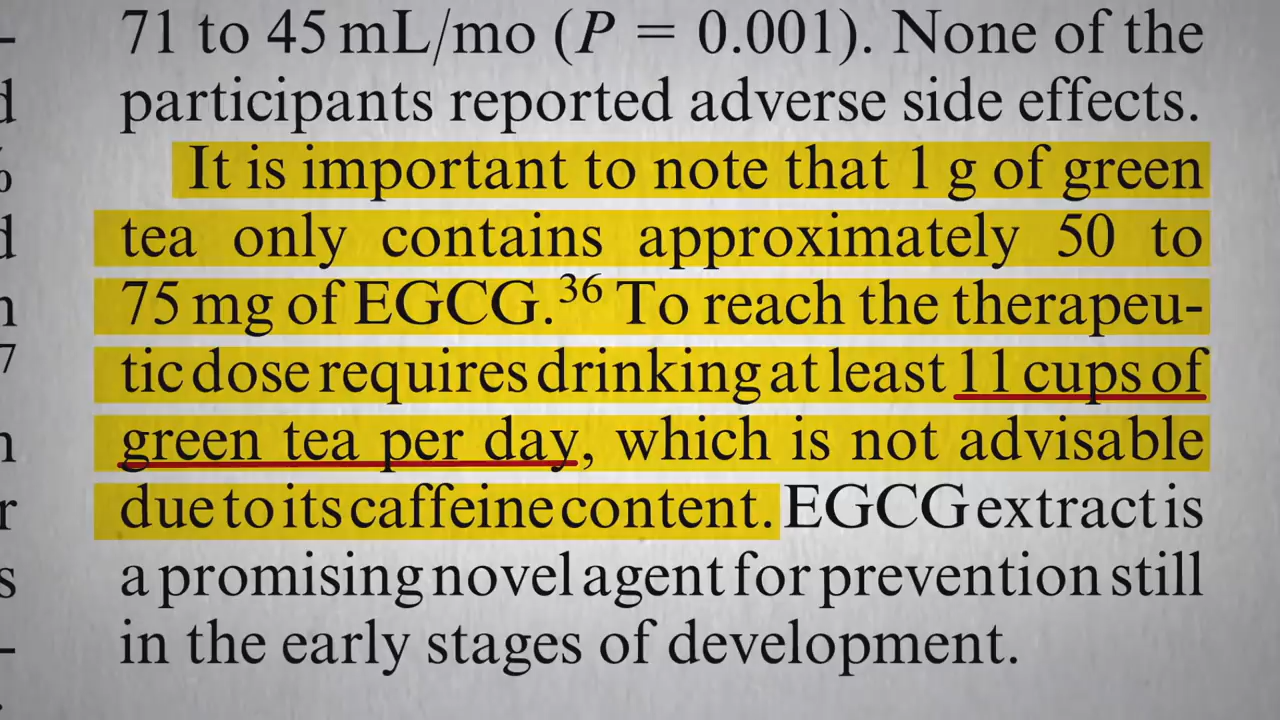 71 to 45 mL/mo (P = 0.001). None of the
participants reported adverse side effects.
It is important to note that 1 g of green
tea only contains approximately 50 to
75 mg of EGCG.³⁶ To reach the therapeu-
tic dose requires drinking at least 11 cups of
green tea per day, which is not advisable
due to its caffeine content. EGCG extract is
a promising novel agent for prevention still
in the early stages of development.